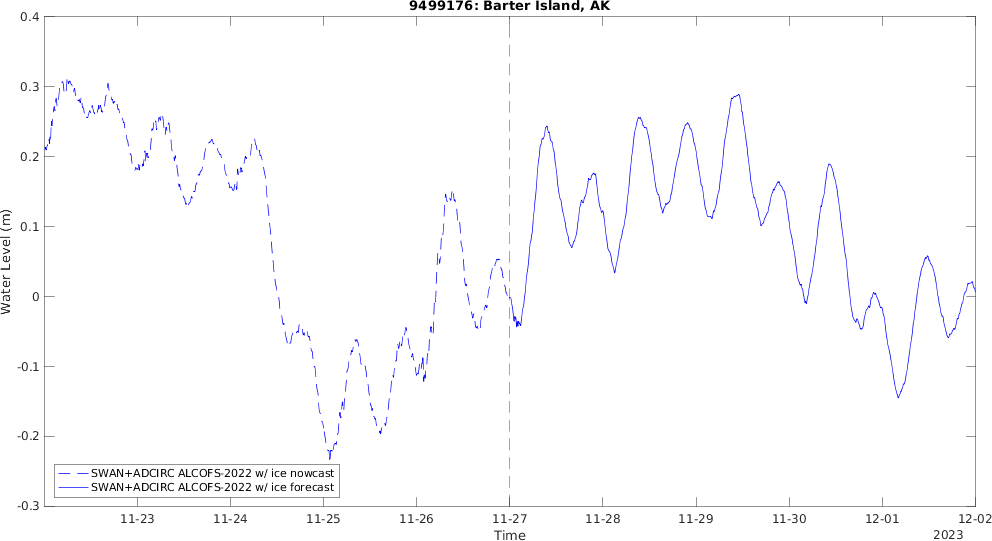 9499176: Barter Island, AK
0.4
0.3
0.2
0.1
0
-0.1
-0.2
-0.3
Water Level (m)
SWAN+ADCIRC ALCOFS-2022 w/ ice nowcast
SWAN+ADCIRC ALCOFS-2022 w/ ice forecast
11-23 11-24 11-25 11-26 11-27 11-28 11-29 11-30 12-01 12-02
Time
2023